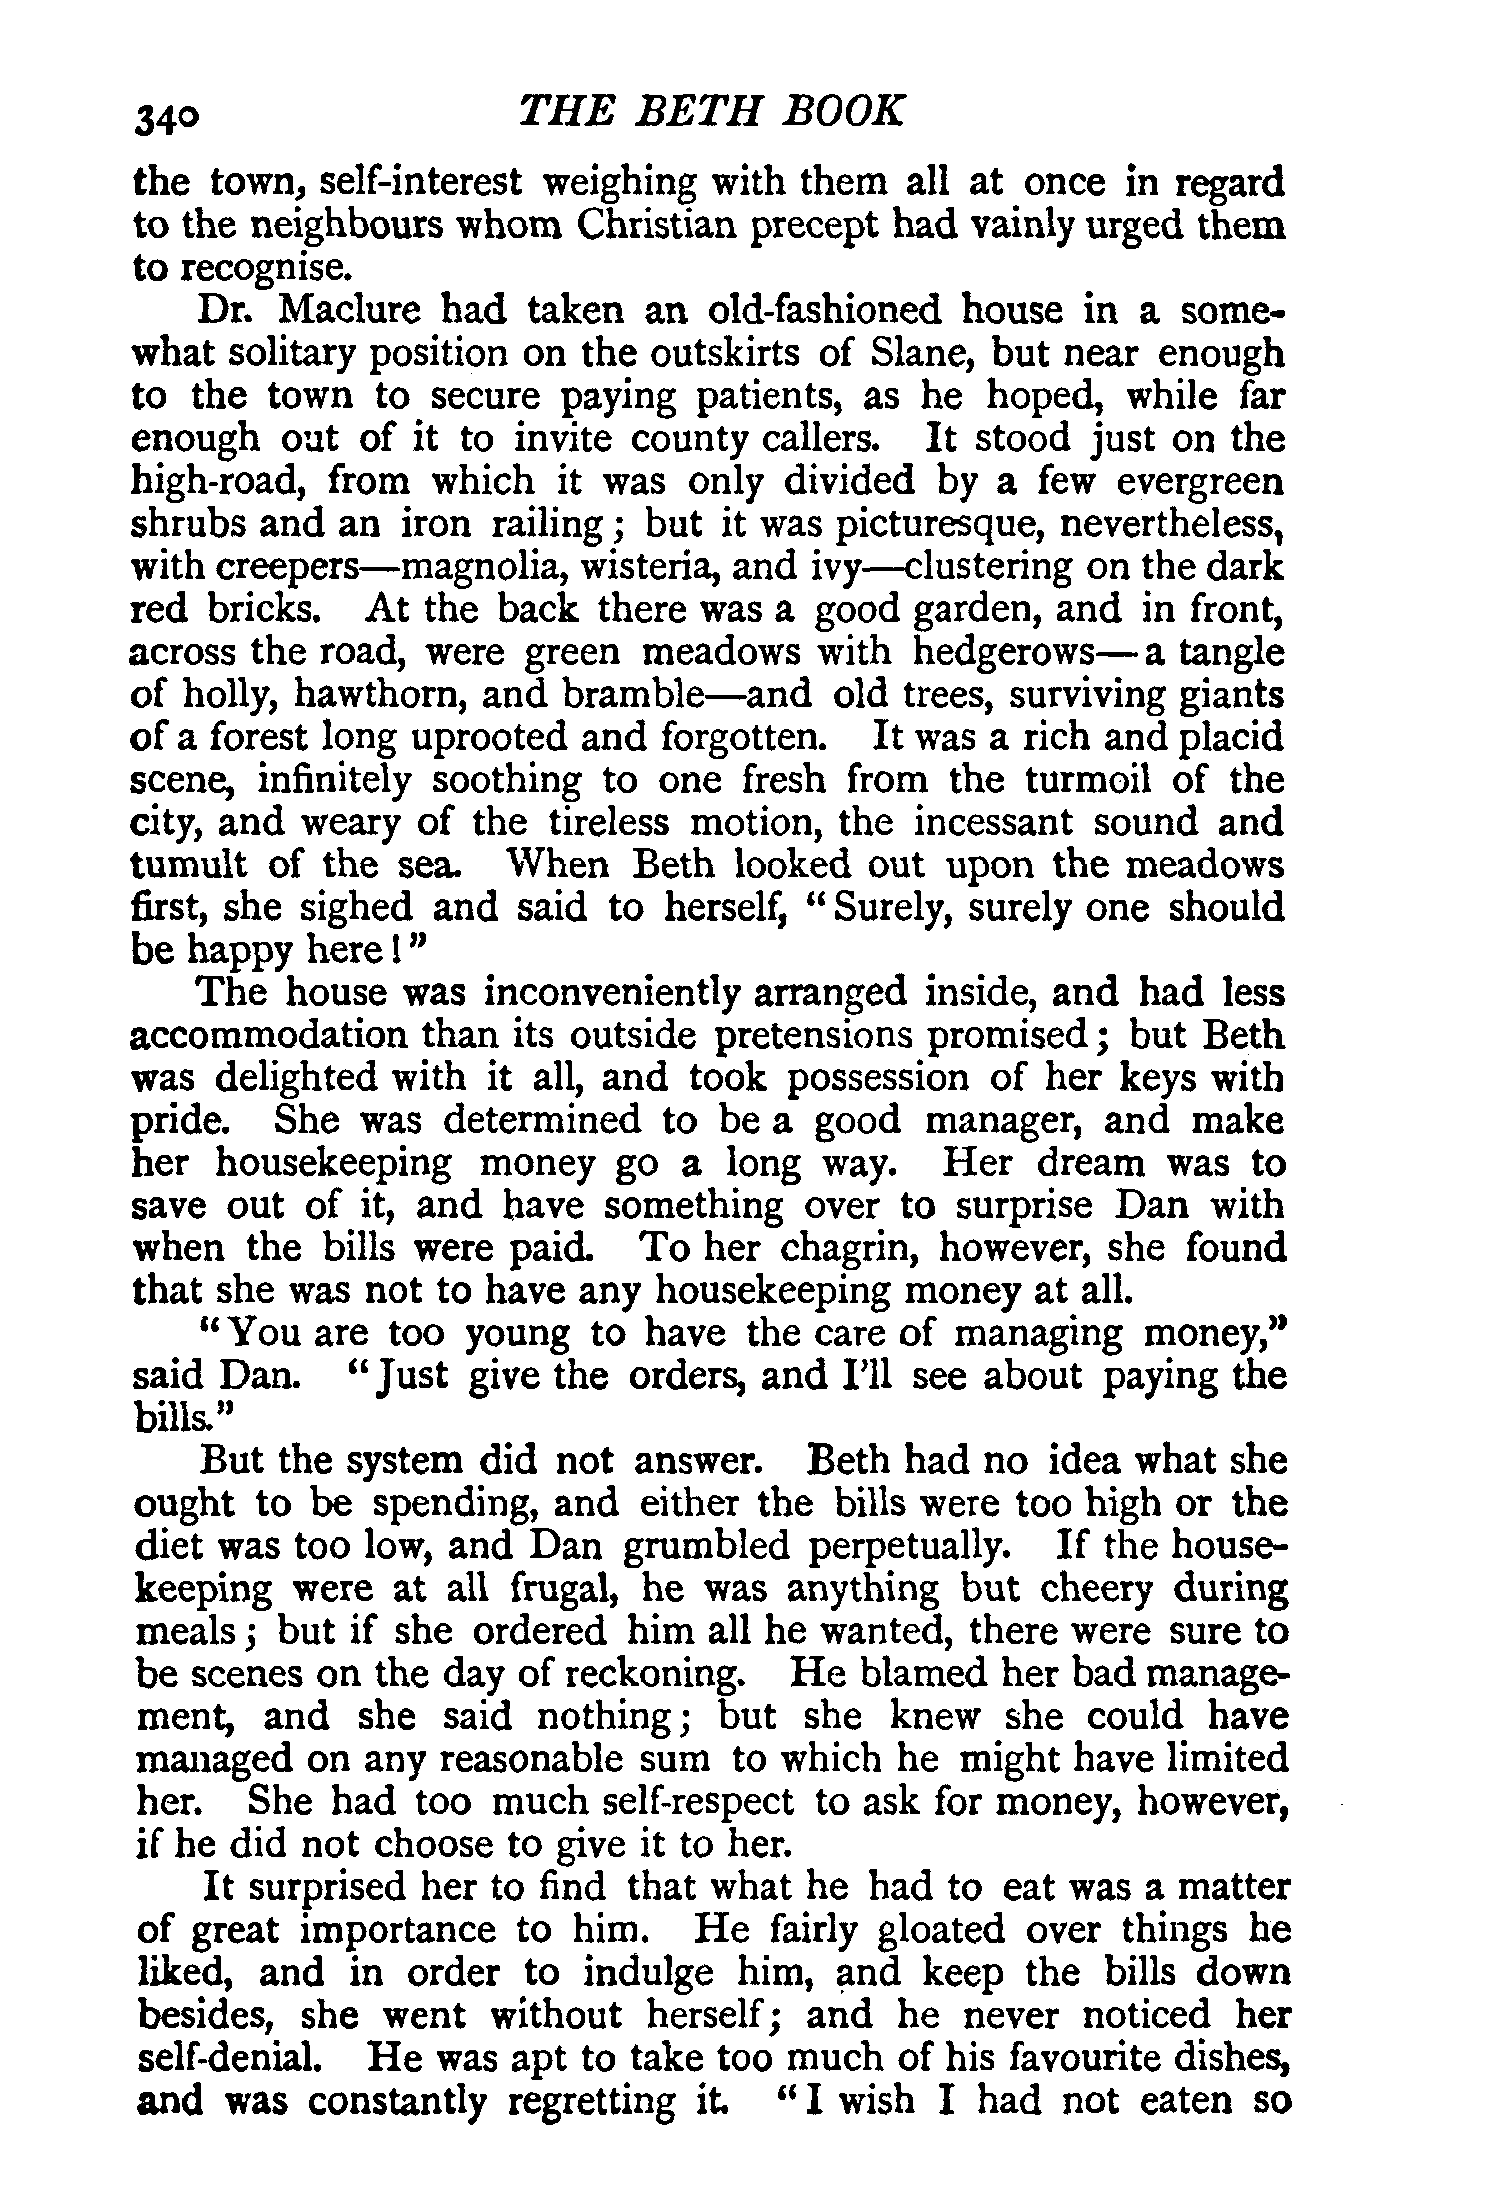 340 THE BETH BOOK
the town, self-interest weighing with them all at once in regard
to the neighbours whom Christian precept had vainly urged them
to recognise.
Dr. Maclure had taken an old-fashioned house in a some-
what solitary position on the outskirts of Slane, but near enough
to the town to secure paying patients, as he hoped, while far
enough out of it to invite county callers. It stood just on the
high-road, from which it was only divided by a few evergreen
shrubs and an iron railing; but it was picturesque, nevertheless,
with creepers—magnolia, wisteria, and ivy—clustering on the dark
red bricks. At the back there was a good garden, and in front,
across the road, were green meadows with hedgerows—a tangle
of holly, hawthorn, and bramble—and old trees, surviving giants
of a forest long uprooted and forgotten. It was a rich and placid
scene, infinitely soothing to one fresh from the turmoil of the
city, and weary of the tireless motion, the incessant sound and
tumult of the sea. When Beth looked out upon the meadows
first, she sighed and said to herself, "Surely, surely one should
be happy here!"
The house was inconveniently arranged inside, and had less
accommodation than its outside pretensions promised; but Beth
was delighted with it all, and took possession of her keys with
pride. She was determined to be a good manager, and make
her housekeeping money go a long way. Her dream was to
save out of it, and have something over to surprise Dan with
when the bills were paid. To her chagrin, however, she found
that she was not to have any housekeeping money at all.
"You are too young to have the care of managing money,"
said Dan. "Just give the orders, and I'll see about paying the
bills."
But the system did not answer. Beth had no idea what she
ought to be spending, and either the bills were too high or the
diet was too low, and Dan grumbled perpetually. If the house-
keeping were at all frugal, he was anything but cheery during
meals; but if she ordered him all he wanted, there were sure to
be scenes on the day of reckoning. He blamed her bad manage-
ment, and she said nothing; but she knew she could have
managed on any reasonable sum to which he might have limited
her. She had too much self-respect to ask for money, however,
if he did not choose to give it to her.
It surprised her to find that what he had to eat was a matter
of great importance to him. He fairly gloated over things he
liked, and in order to indulge him, and keep the bills down
besides, she went without herself; and he never noticed her
self-denial. He was apt to take too much of his favourite dishes,
and was constantly regretting it. "I wish I had not eaten so